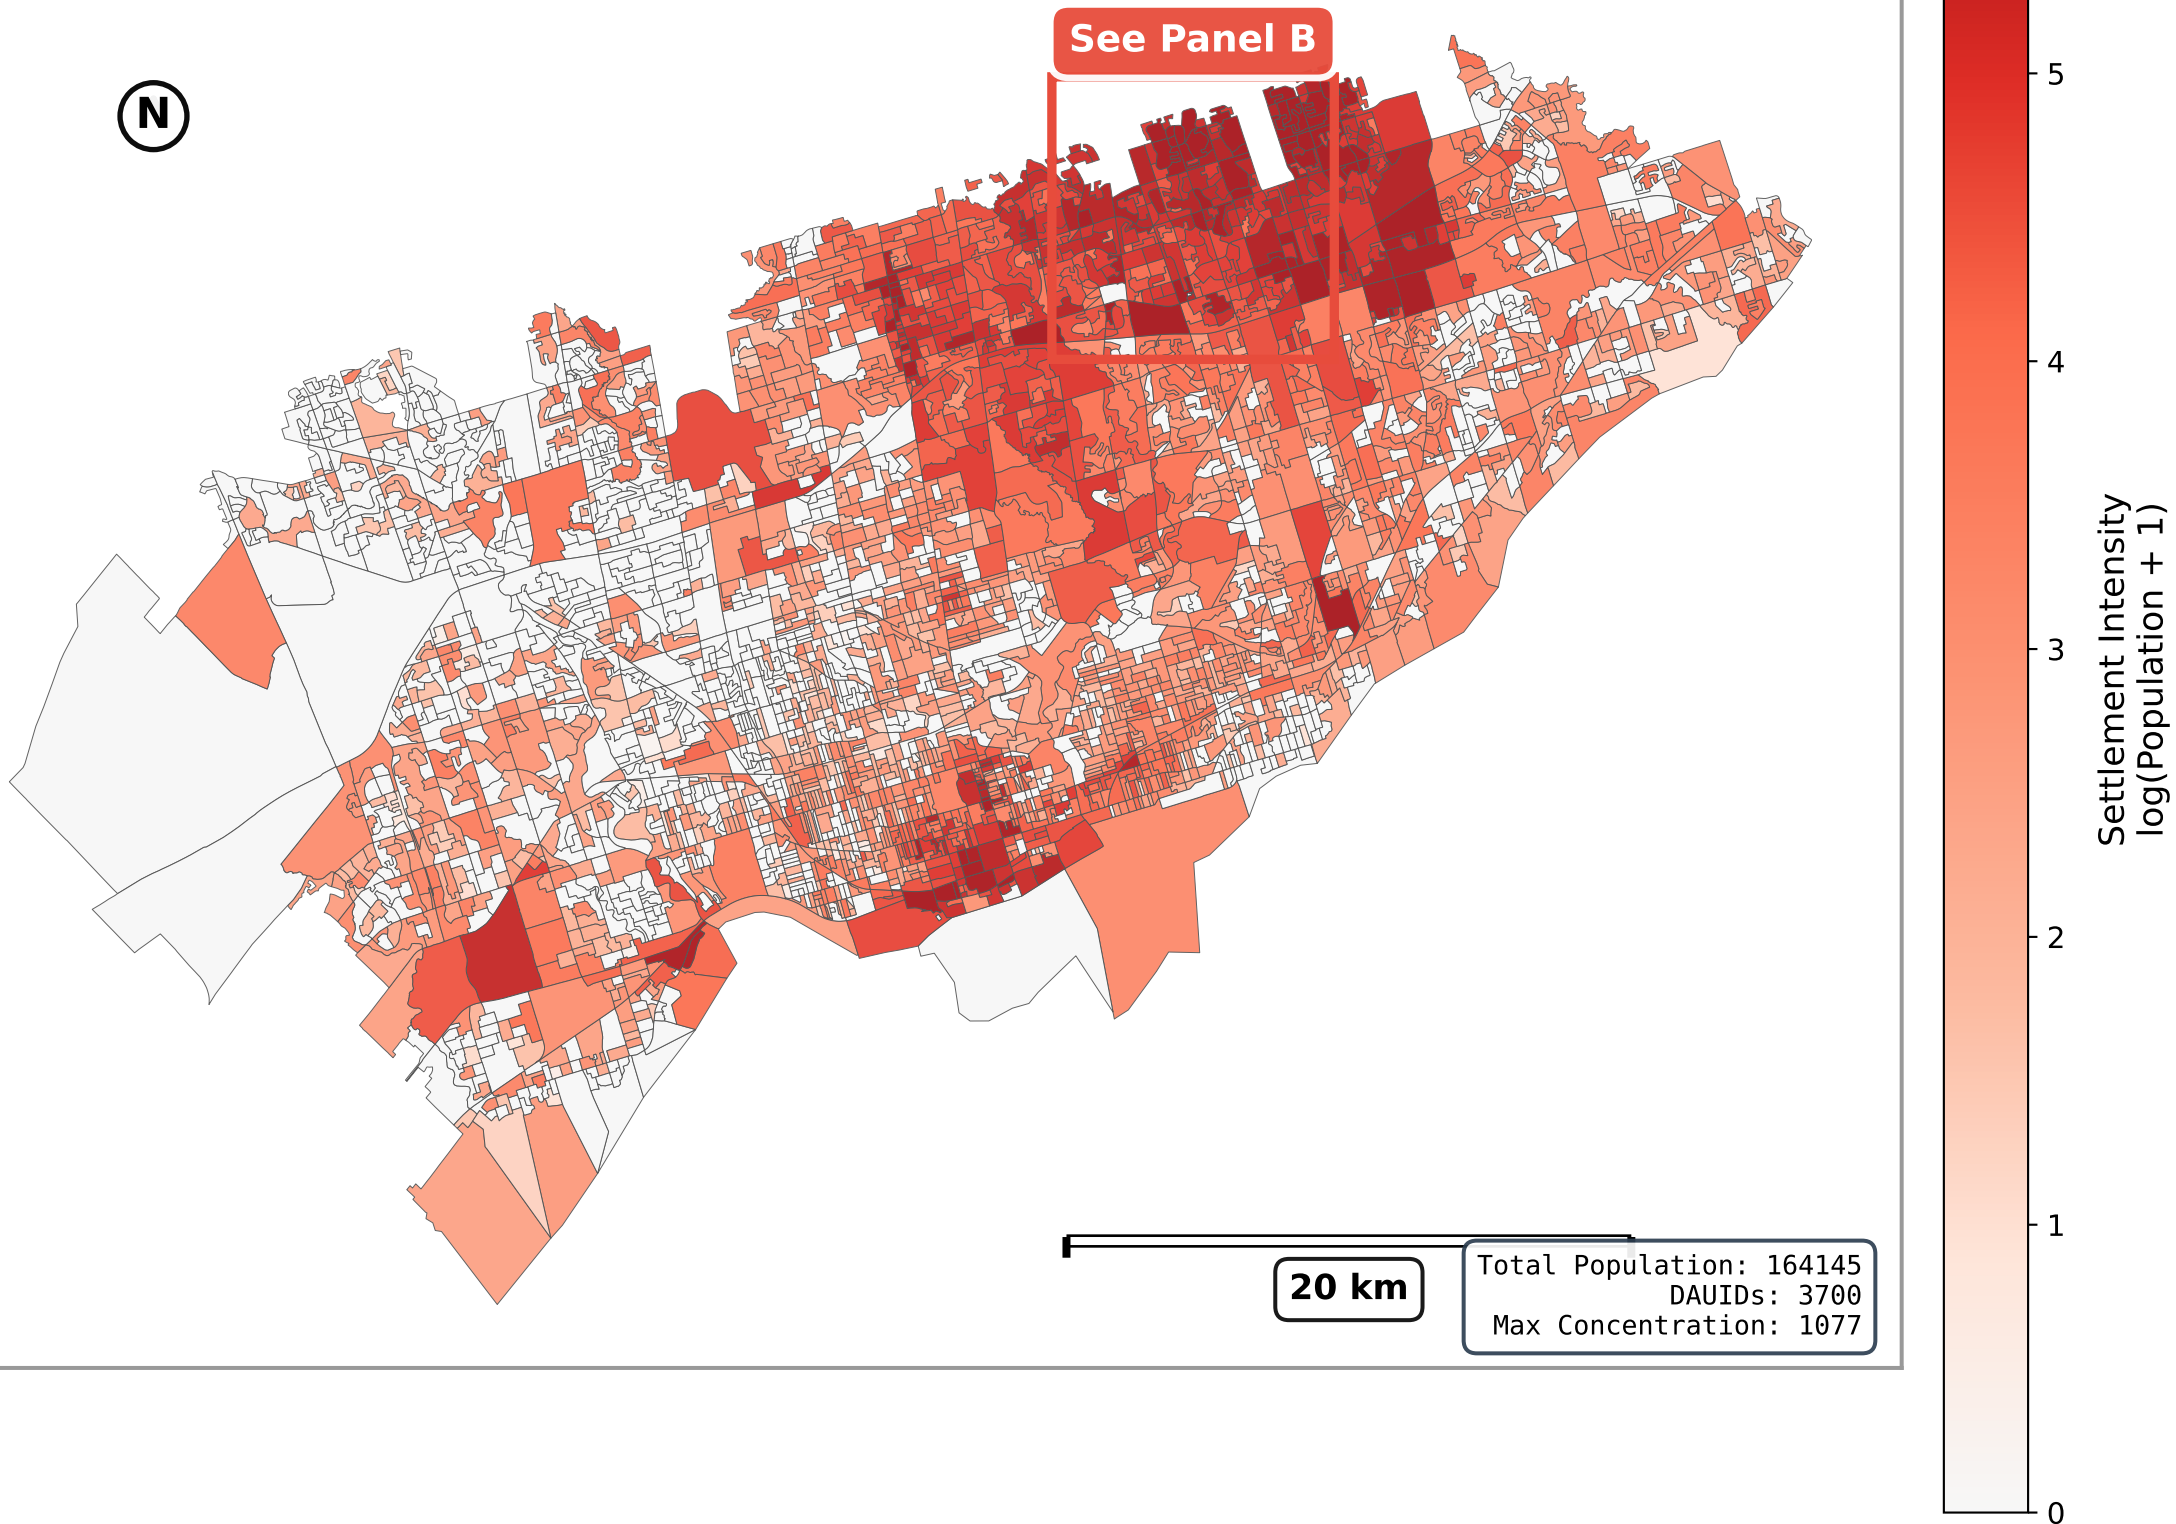 See Panel B
N
5
4
3
2
1
0
Settlement Intensity
log(Population + 1)
20 km
Total Population: 164145
DAUIDs: 3700
Max Concentration: 1077